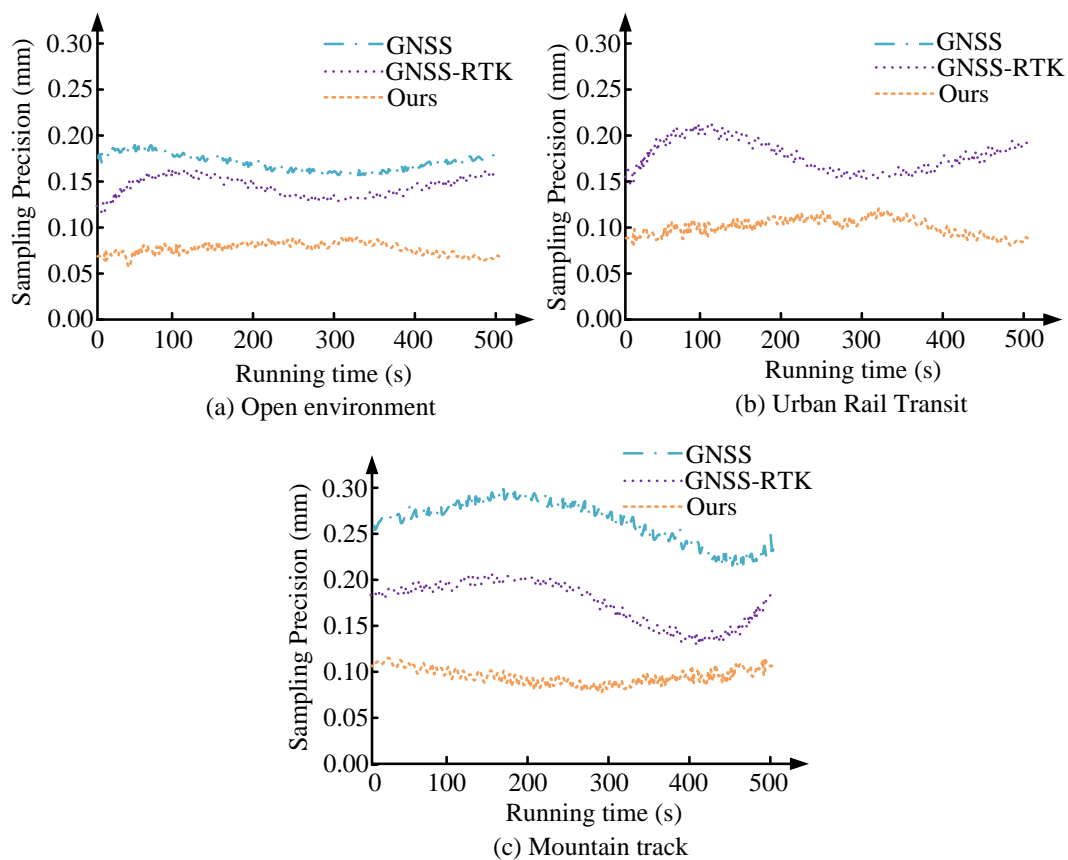 0.30
0.25
0.20
0.15
0.10
0.05
0.00
Sampling Precision (mm)
GNSS
GNSS-RTK
Ours
0 100 200 300 400 500
Running time (s)
(a) Open environment
0.30
0.20
0.15
0.10
0.05
0.00
Sampling Precision (mm)
GNSS
GNSS-RTK
Ours
0 100 200 300 400 500
Running time (s)
(b) Urban Rail Transit
0.30
0.25
0.20
0.15
0.10
0.05
0.00
Sampling Precision (mm)
GNSS
GNSS-RTK
Ours
0 100 200 300 400 500
Running time (s)
(c) Mountain track